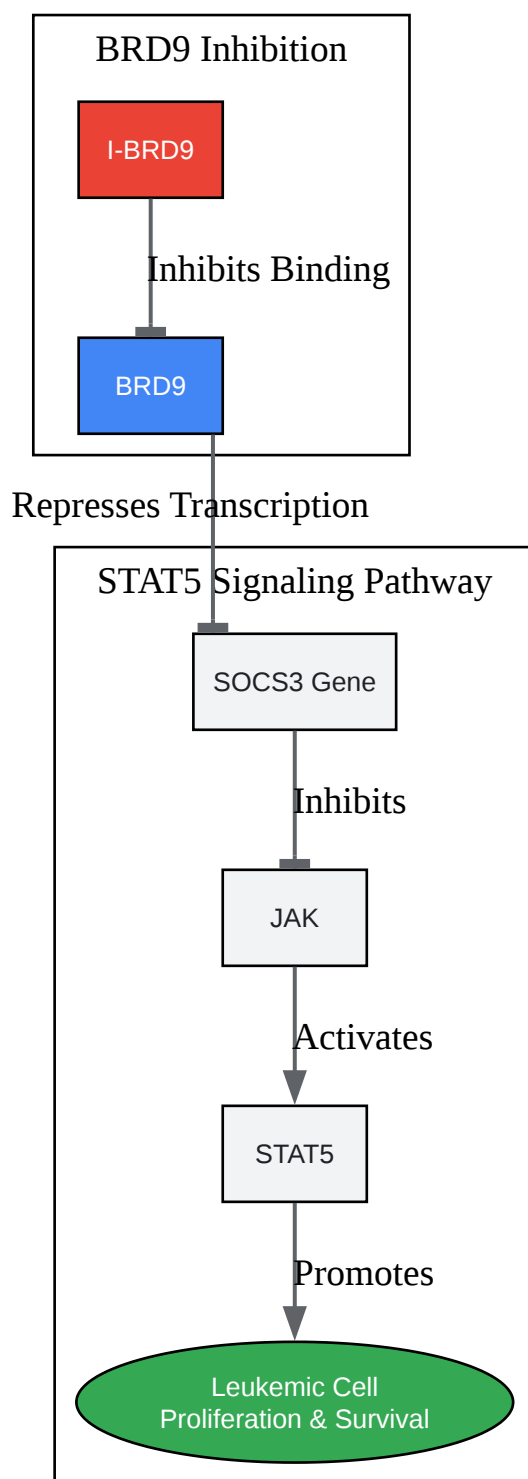 BRD9 Inhibition
I-BRD9
Inhibits Binding
BRD9
Represses Transcription
STAT5 Signaling Pathway
SOCS3 Gene
Inhibits
JAK
Activates
STAT5
Promotes
Leukemic Cell
Proliferation & Survival